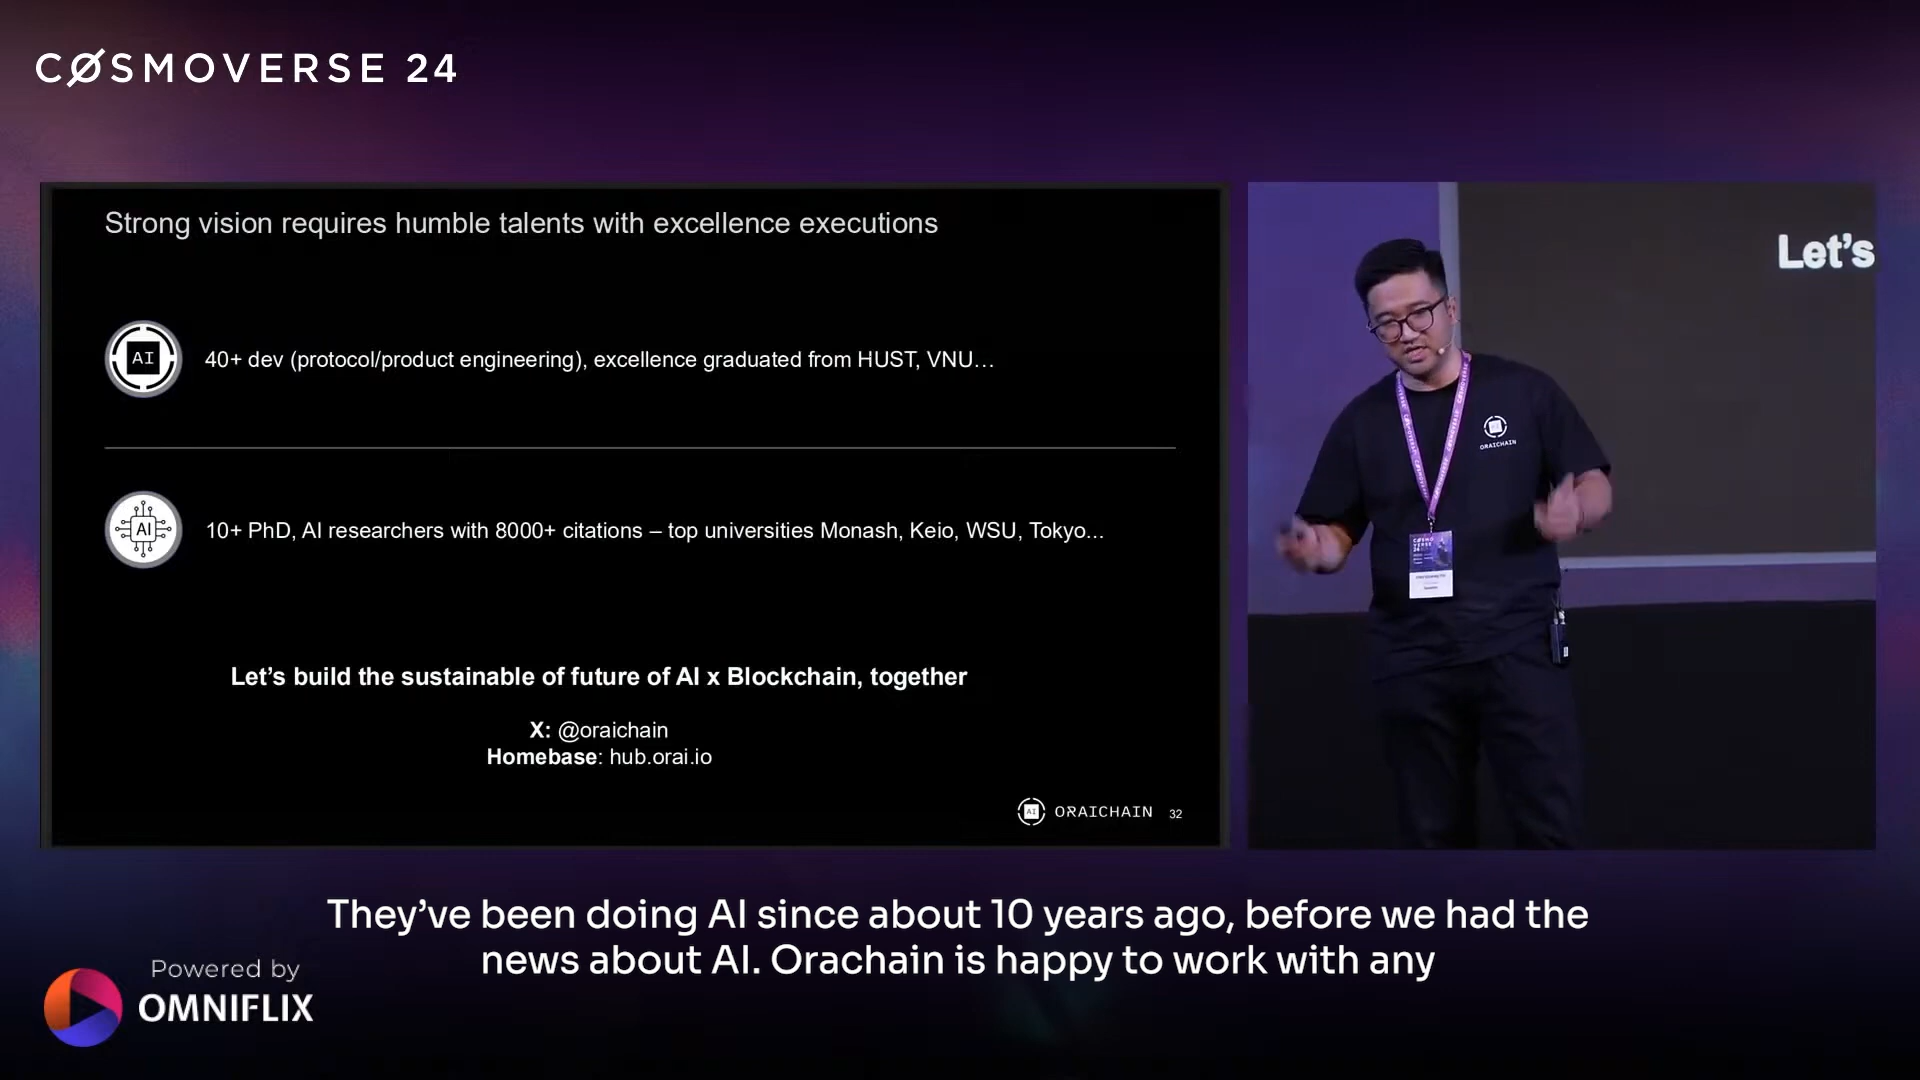 CØSMOVERSE 24
Strong vision requires humble talents with excellence executions
AI
40+ dev (protocol/product engineering), excellence graduated from HUST, VNU…
AI
10+ PhD, AI researchers with 8000+ citations – top universities Monash, Keio, WSU, Tokyo...
Let’s build the sustainable of future of AI x Blockchain, together
X: @oraichain
Homebase: hub.orai.io
AI ORAICHAIN 32
Let’s
ORAICHAIN
COSMO
VERSE
24
They’ve been doing AI since about 10 years ago, before we had the
news about AI. Orachain is happy to work with any
Powered by
OMNIFLIX